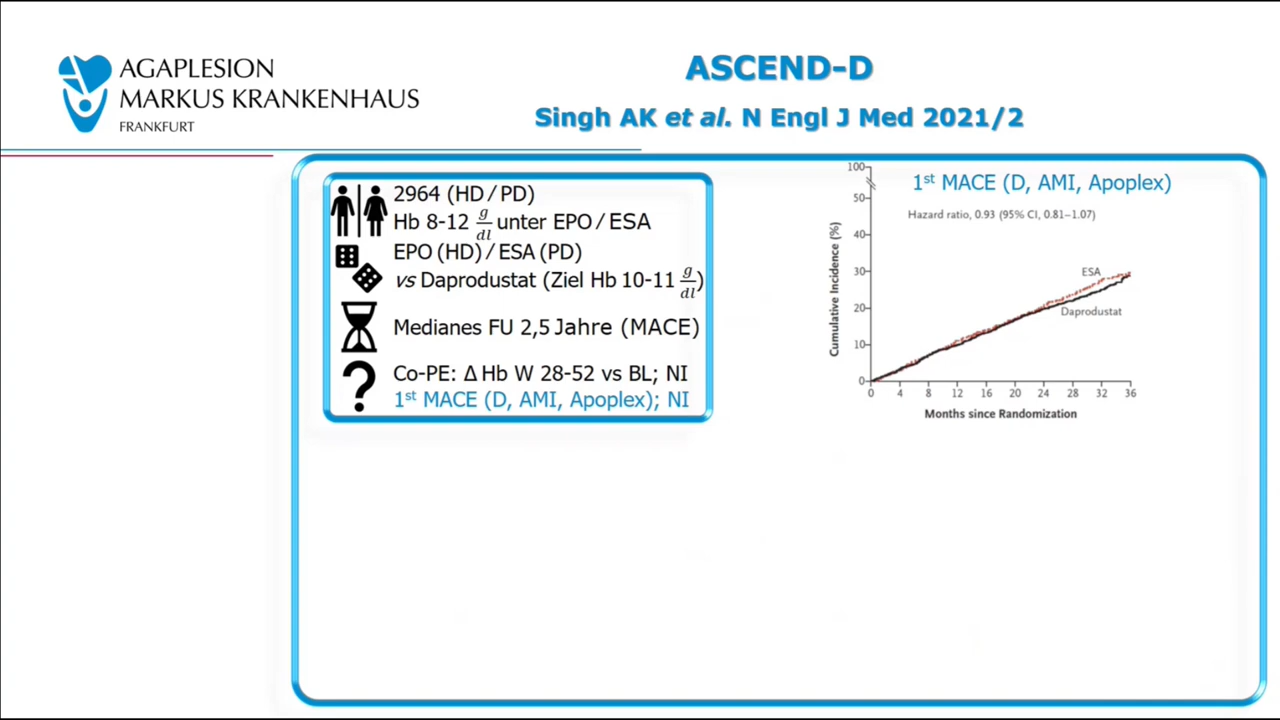 AGAPLESION
MARKUS KRANKENHAUS
FRANKFURT
ASCEND-D
Singh AK et al. N Engl J Med 2021/2
2964 (HD/PD)
Hb 8-12 g/dl unter EPO/ESA
EPO (HD)/ESA (PD)
vs Daprodustat (Ziel Hb 10-11 g/dl)
Medianes FU 2,5 Jahre (MACE)
Co-PE: Δ Hb W 28-52 vs BL; NI
1st MACE (D, AMI, Apoplex); NI
1st MACE (D, AMI, Apoplex)
Hazard ratio, 0.93 (95% CI, 0.81–1.07)
Cumulative Incidence (%)
100
50
40
30
20
10
0
ESA
Daprodustat
0 4 8 12 16 20 24 28 32 36
Months since Randomization